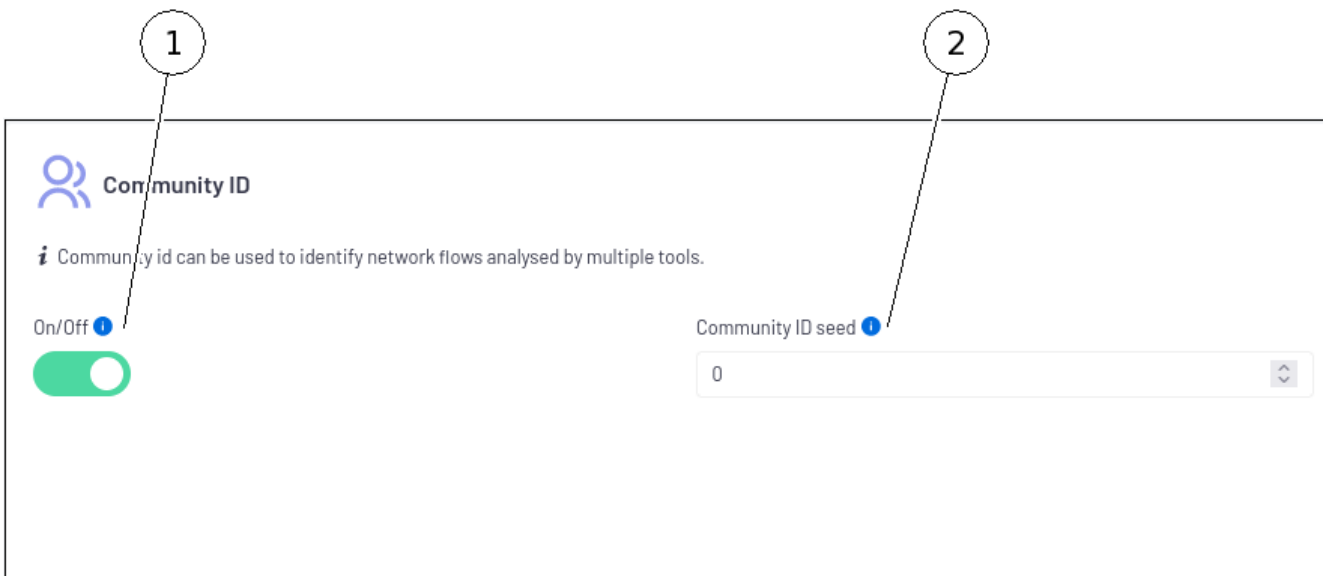 1
2
Community ID
i Community id can be used to identify network flows analysed by multiple tools.
On/Off i
Community ID seed i
0